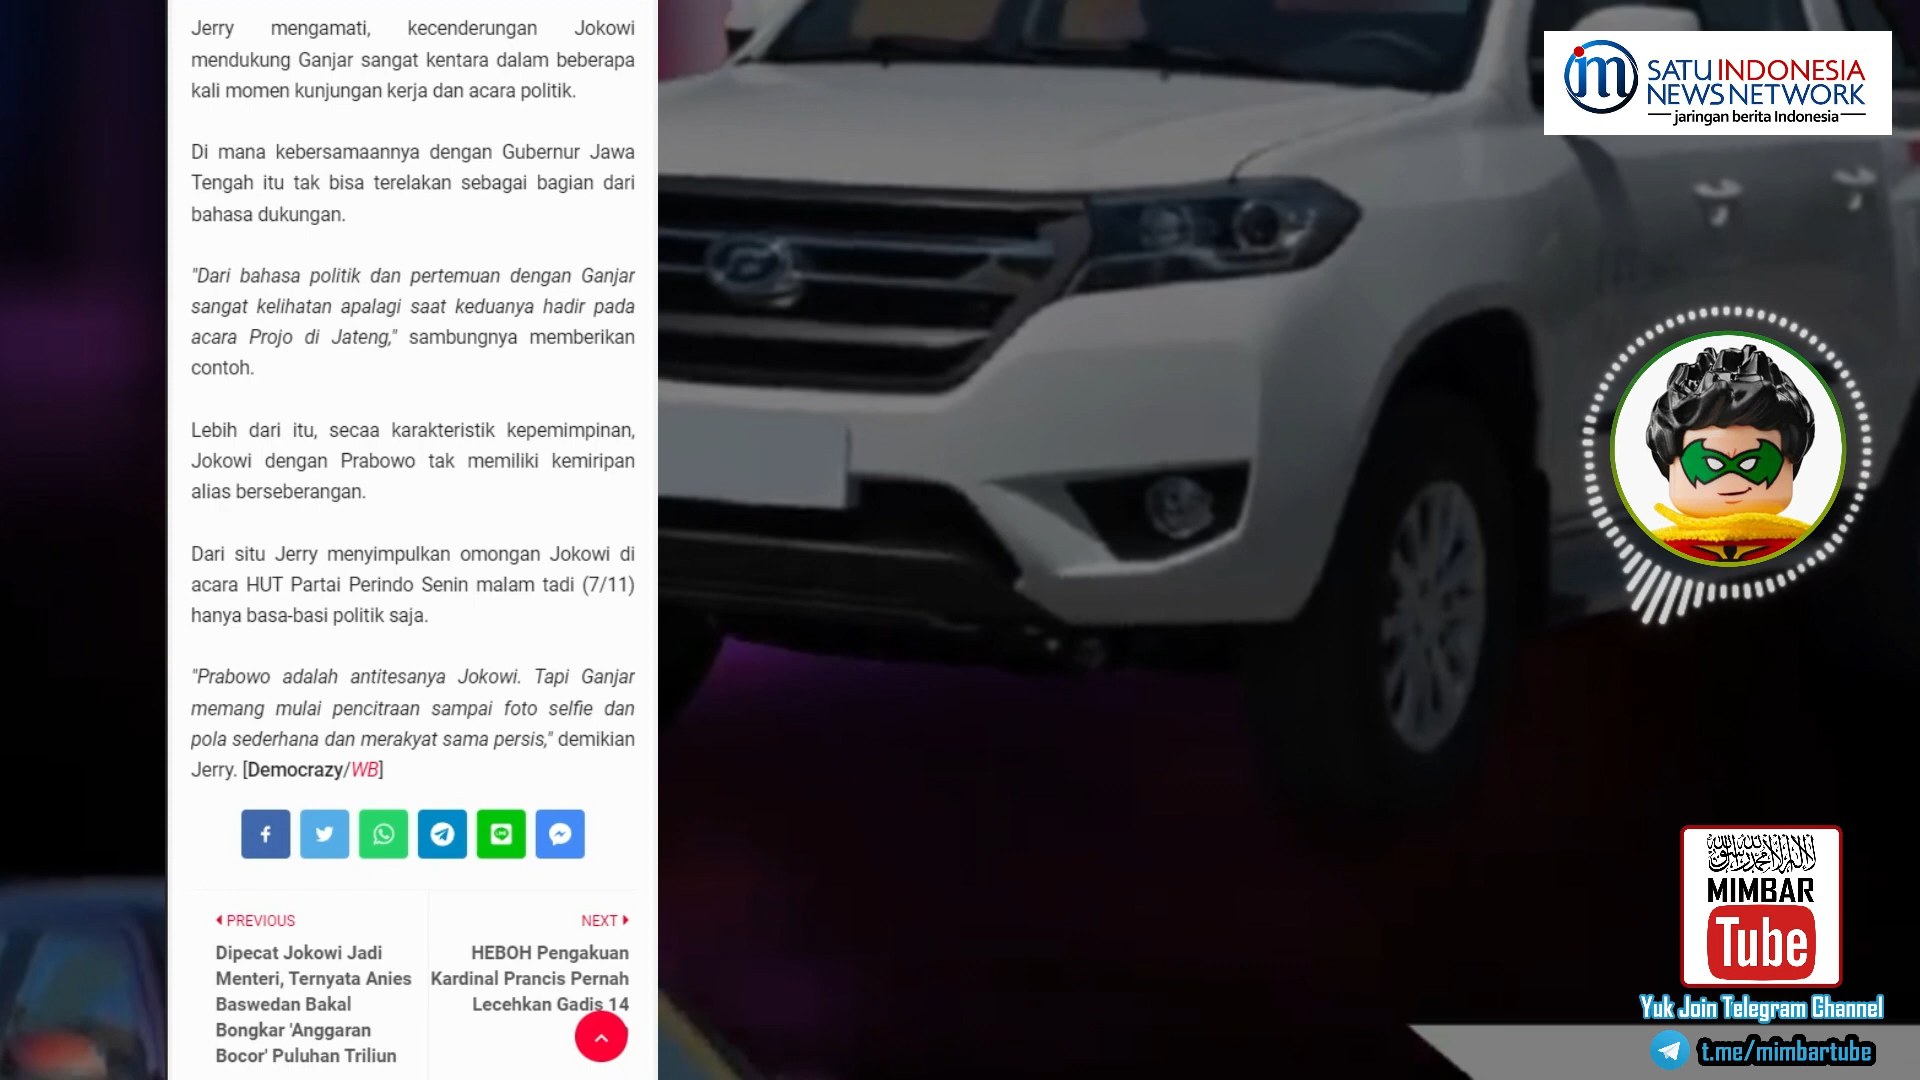 Jerry mengamati, kecenderungan Jokowi
mendukung Ganjar sangat kentara dalam beberapa
kali momen kunjungan kerja dan acara politik.
Di mana kebersamaannya dengan Gubernur Jawa
Tengah itu tak bisa terelakan sebagai bagian dari
bahasa dukungan.
"Dari bahasa politik dan pertemuan dengan Ganjar
sangat kelihatan apalagi saat keduanya hadir pada
acara Projo di Jateng," sambungnya memberikan
contoh.
Lebih dari itu, secaa karakteristik kepemimpinan,
Jokowi dengan Prabowo tak memiliki kemiripan
alias berseberangan.
Dari situ Jerry menyimpulkan omongan Jokowi di
acara HUT Partai Perindo Senin malam tadi (7/11)
hanya basa-basi politik saja.
"Prabowo adalah antitesanya Jokowi. Tapi Ganjar
memang mulai pencitraan sampai foto selfie dan
pola sederhana dan merakyat sama persis," demikian
Jerry. [Democrazy/WB]
PREVIOUS
Dipecat Jokowi Jadi
Menteri, Ternyata Anies
Baswedan Bakal
Bongkar 'Anggaran
Bocor' Puluhan Triliun
NEXT
HEBOH Pengakuan
Kardinal Prancis Pernah
Lecehkan Gadis 14
SATU INDONESIA
NEWS NETWORK
jaringan berita Indonesia
MIMBAR
Tube
Yuk Join Telegram Channel
t.me/mimbartube